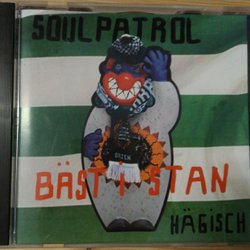 SOULPATROL
BÄST I STAN
HÄGISCH